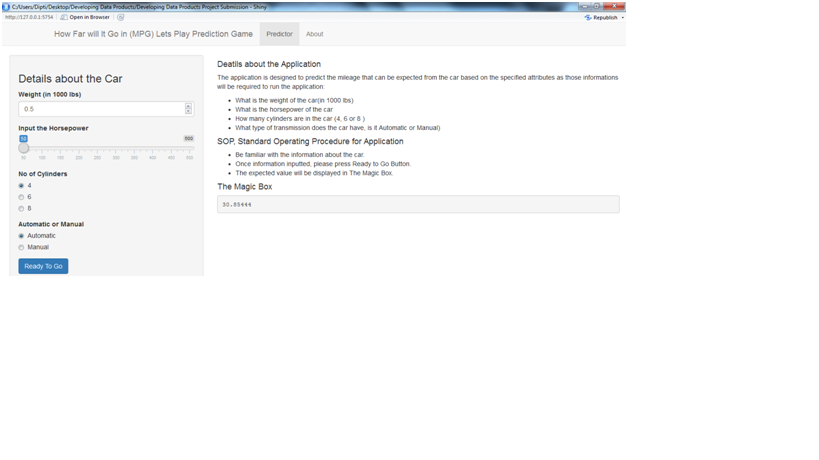 C:/Users/Dipti/Desktop/Developing Data Products/Developing Data Products Project Submission - Shiny
http://127.0.0.1:5754 Open in Browser Republish
How Far will It Go in (MPG) Lets Play Prediction Game Predictor About
Details about the Car
Weight (in 1000 lbs)
0.5
Input the Horsepower
50 500
50 100 150 200 250 300 350 400 450 500
No of Cylinders
4
6
8
Automatic or Manual
Automatic
Manual
Ready To Go
Deatils about the Application
The application is designed to predict the mileage that can be expected from the car based on the specified attributes as those informations
will be required to run the application:
What is the weight of the car(in 1000 lbs)
What is the horsepower of the car
How many cylinders are in the car (4, 6 or 8 )
What type of transmission does the car have, is it Automatic or Manual)
SOP, Standard Operating Procedure for Application
Be familiar with the information about the car.
Once information inputted, please press Ready to Go Button.
The expected value will be displayed in The Magic Box.
The Magic Box
30.85444